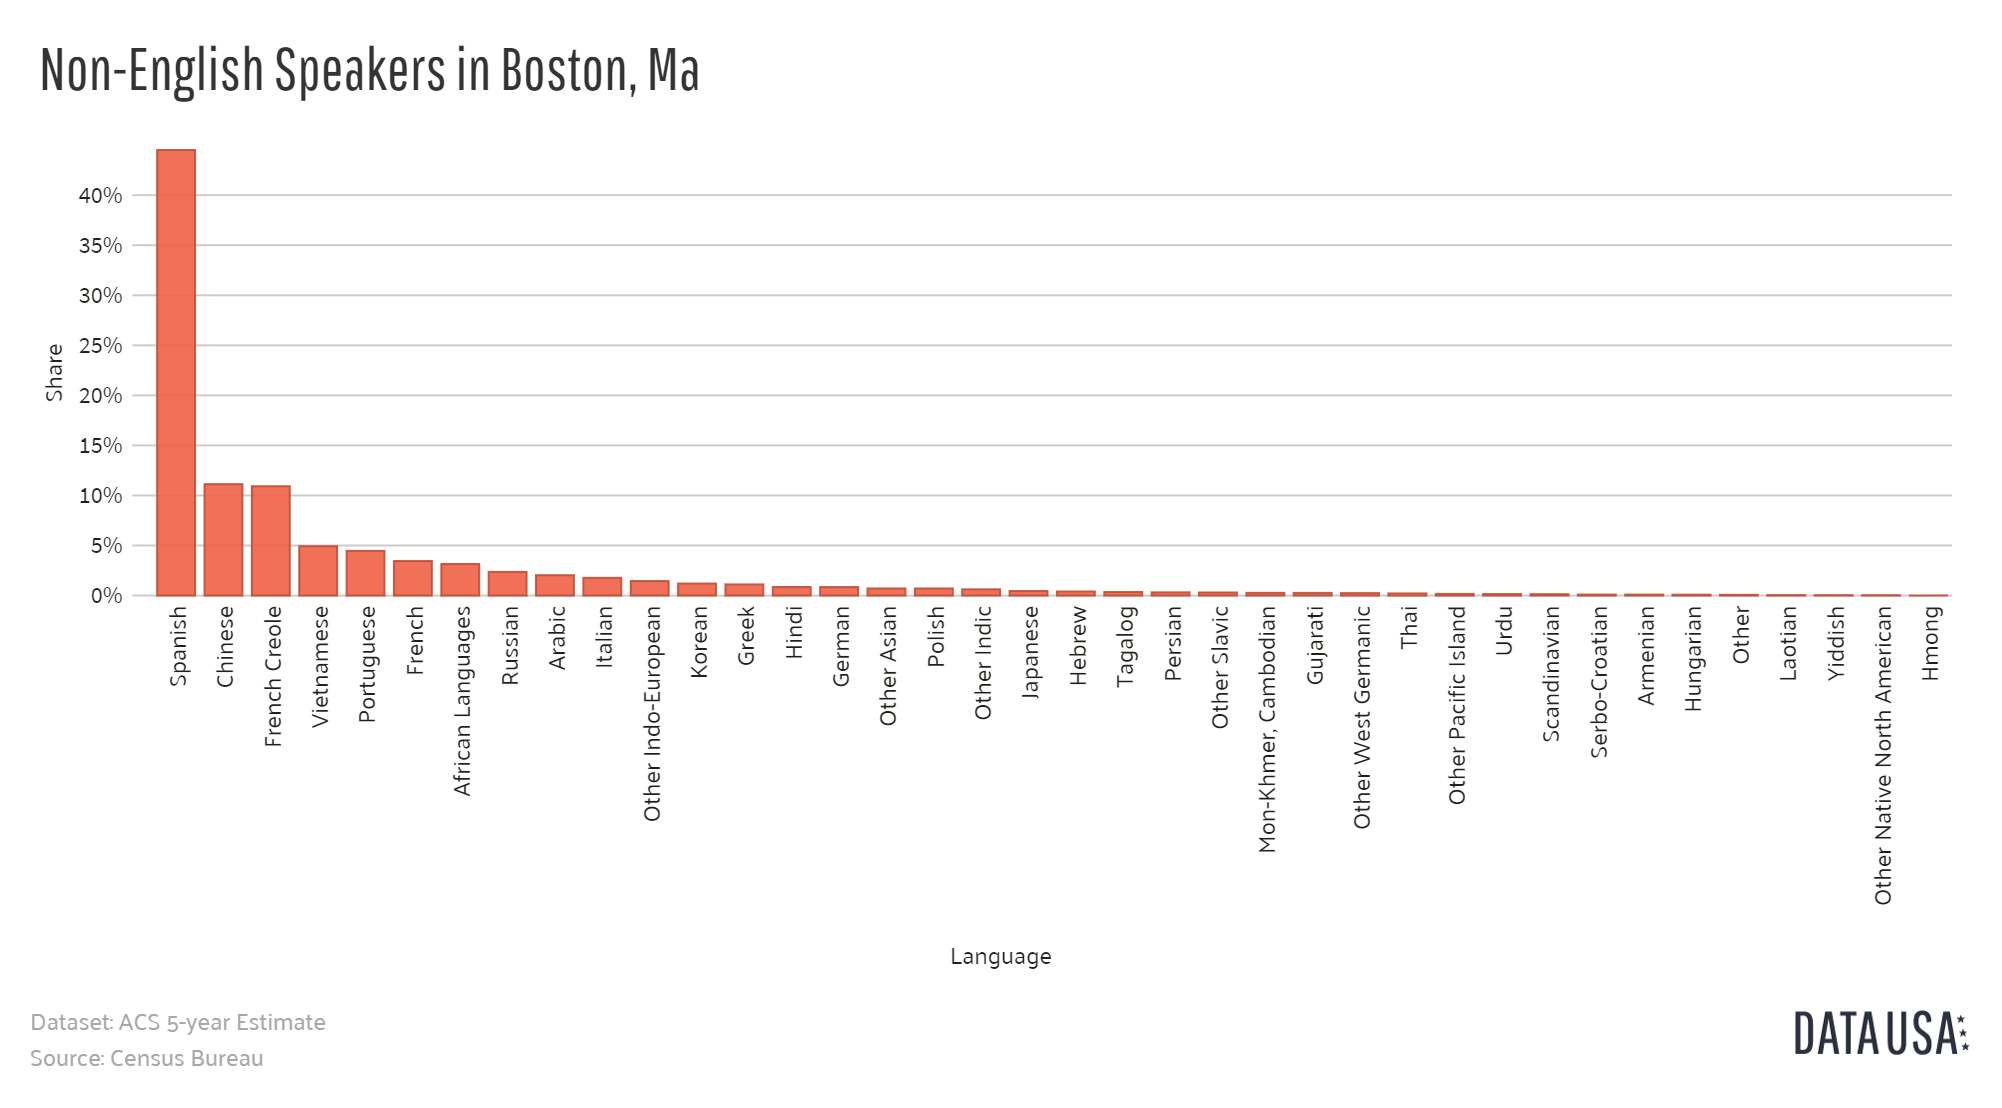 Non-English Speakers in Boston, Ma
40%
35%
30%
25%
20%
15%
10%
5%
0%
Share
Spanish
Chinese
French Creole
Vietnamese
Portuguese
French
African Languages
Russian
Arabic
Italian
Other Indo-European
Korean
Greek
Hindi
German
Other Asian
Polish
Other Indic
Japanese
Hebrew
Tagalog
Persian
Other Slavic
Mon-Khmer, Cambodian
Gujarati
Other West Germanic
Thai
Other Pacific Island
Urdu
Scandinavian
Serbo-Croatian
Armenian
Hungarian
Other
Laotian
Yiddish
Other Native North American
Hmong
Language
Dataset: ACS 5-year Estimate
Source: Census Bureau
DATA USA